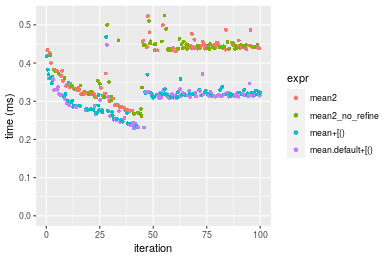 0.5
0.4
0.3
0.2
0.1
0.0
time (ms)
0 25 50 75 100
iteration
expr
mean2
mean2_no_refine
mean+[()
mean.default+[()